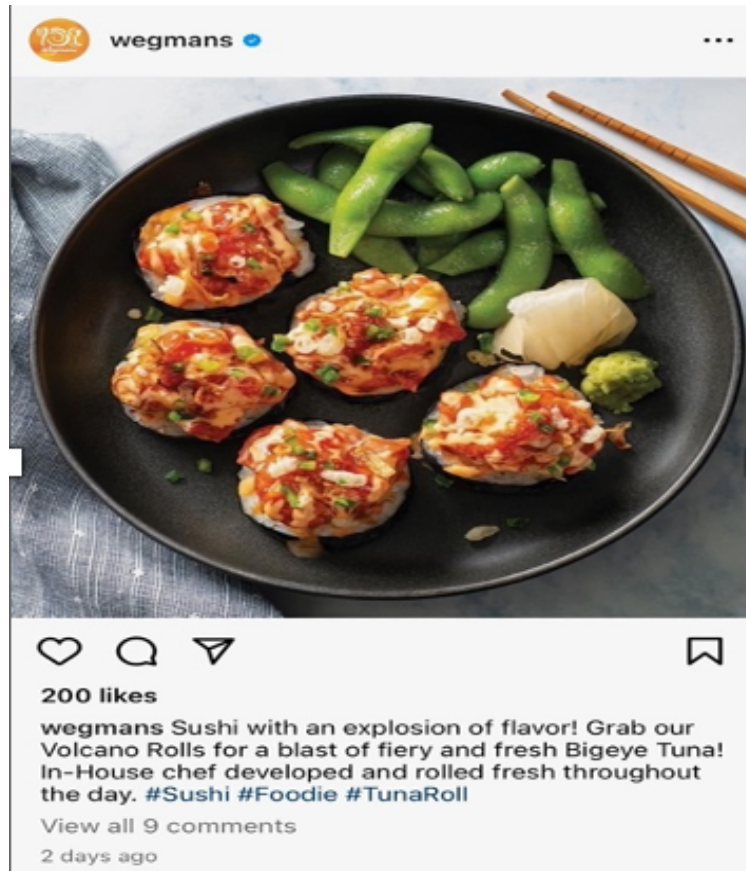 wegmans
200 likes
wegmans Sushi with an explosion of flavor! Grab our
Volcano Rolls for a blast of fiery and fresh Bigeye Tuna!
In-House chef developed and rolled fresh throughout
the day. #Sushi #Foodie #TunaRoll
View all 9 comments
2 days ago